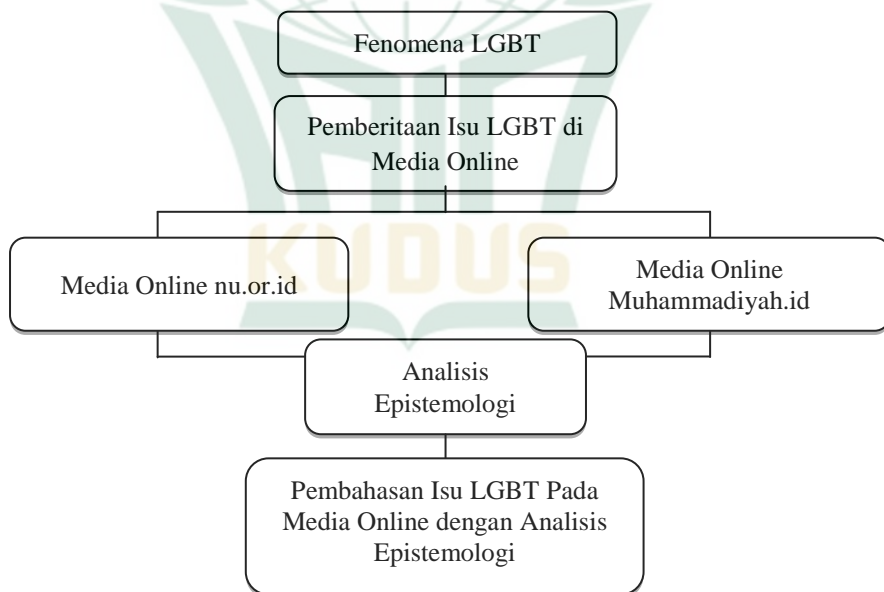 Fenomena LGBT
Pemberitaan Isu LGBT di
Media Online
Media Online nu.or.id
Media Online
Muhammadiyah.id
KUDUS
Analisis
Epistemologi
Pembahasan Isu LGBT Pada
Media Online dengan Analisis
Epistemologi